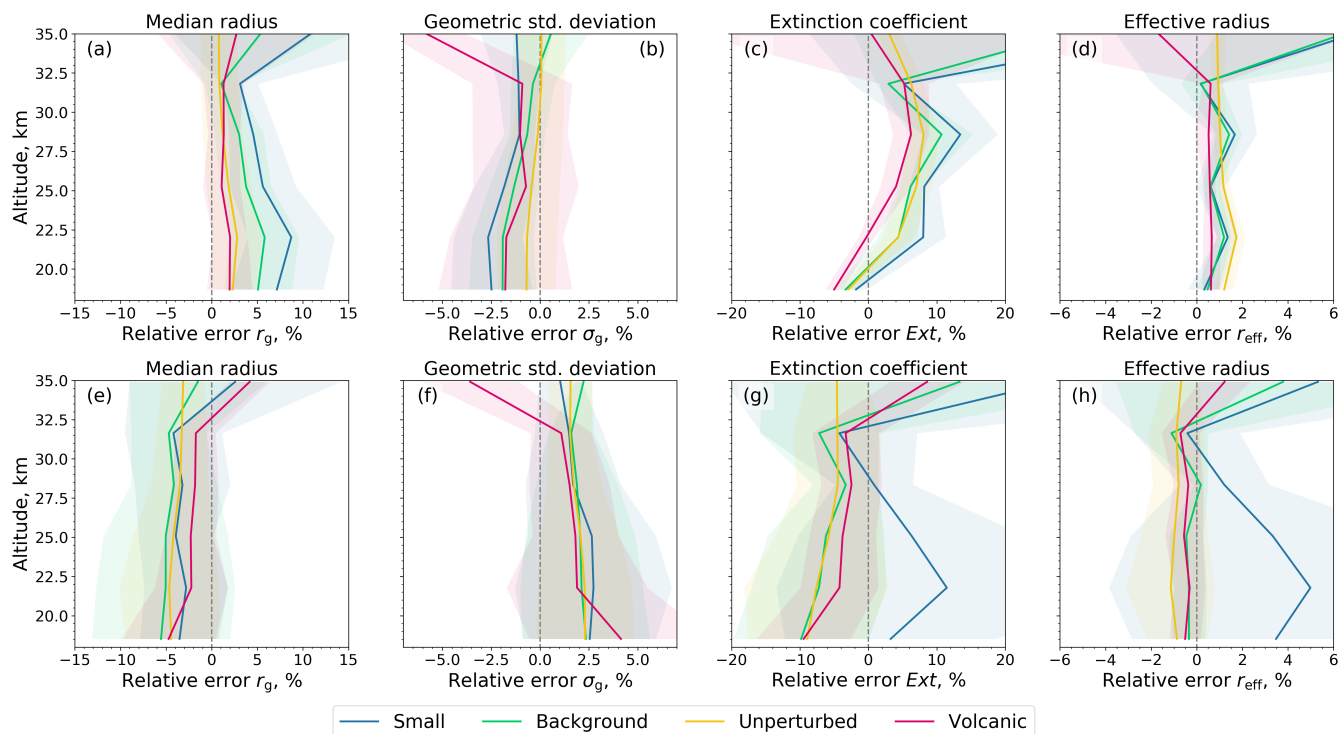 Median radius
Geometric std. deviation
Extinction coefficient
Effective radius
(a)
(b)
(c)
(d)
Altitude, km
35.0
32.5
30.0
27.5
25.0
22.5
20.0
−15 −10 −5 0 5 10 15
−5.0 −2.5 0.0 2.5 5.0
−20 −10 0 10 20
−6 −4 −2 0 2 4 6
Relative error rg, %
Relative error σg, %
Relative error Ext, %
Relative error reff, %
Median radius
Geometric std. deviation
Extinction coefficient
Effective radius
(e)
(f)
(g)
(h)
Altitude, km
35.0
32.5
30.0
27.5
25.0
22.5
20.0
−15 −10 −5 0 5 10 15
−5.0 −2.5 0.0 2.5 5.0
−20 −10 0 10 20
−6 −4 −2 0 2 4 6
Relative error rg, %
Relative error σg, %
Relative error Ext, %
Relative error reff, %
Small Background Unperturbed Volcanic